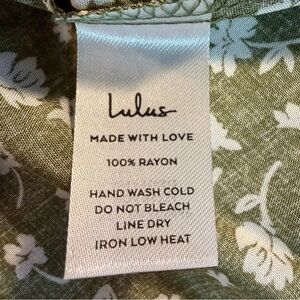 Lulus
MADE WITH LOVE
100% RAYON
HAND WASH COLD
DO NOT BLEACH
LINE DRY
IRON LOW HEAT